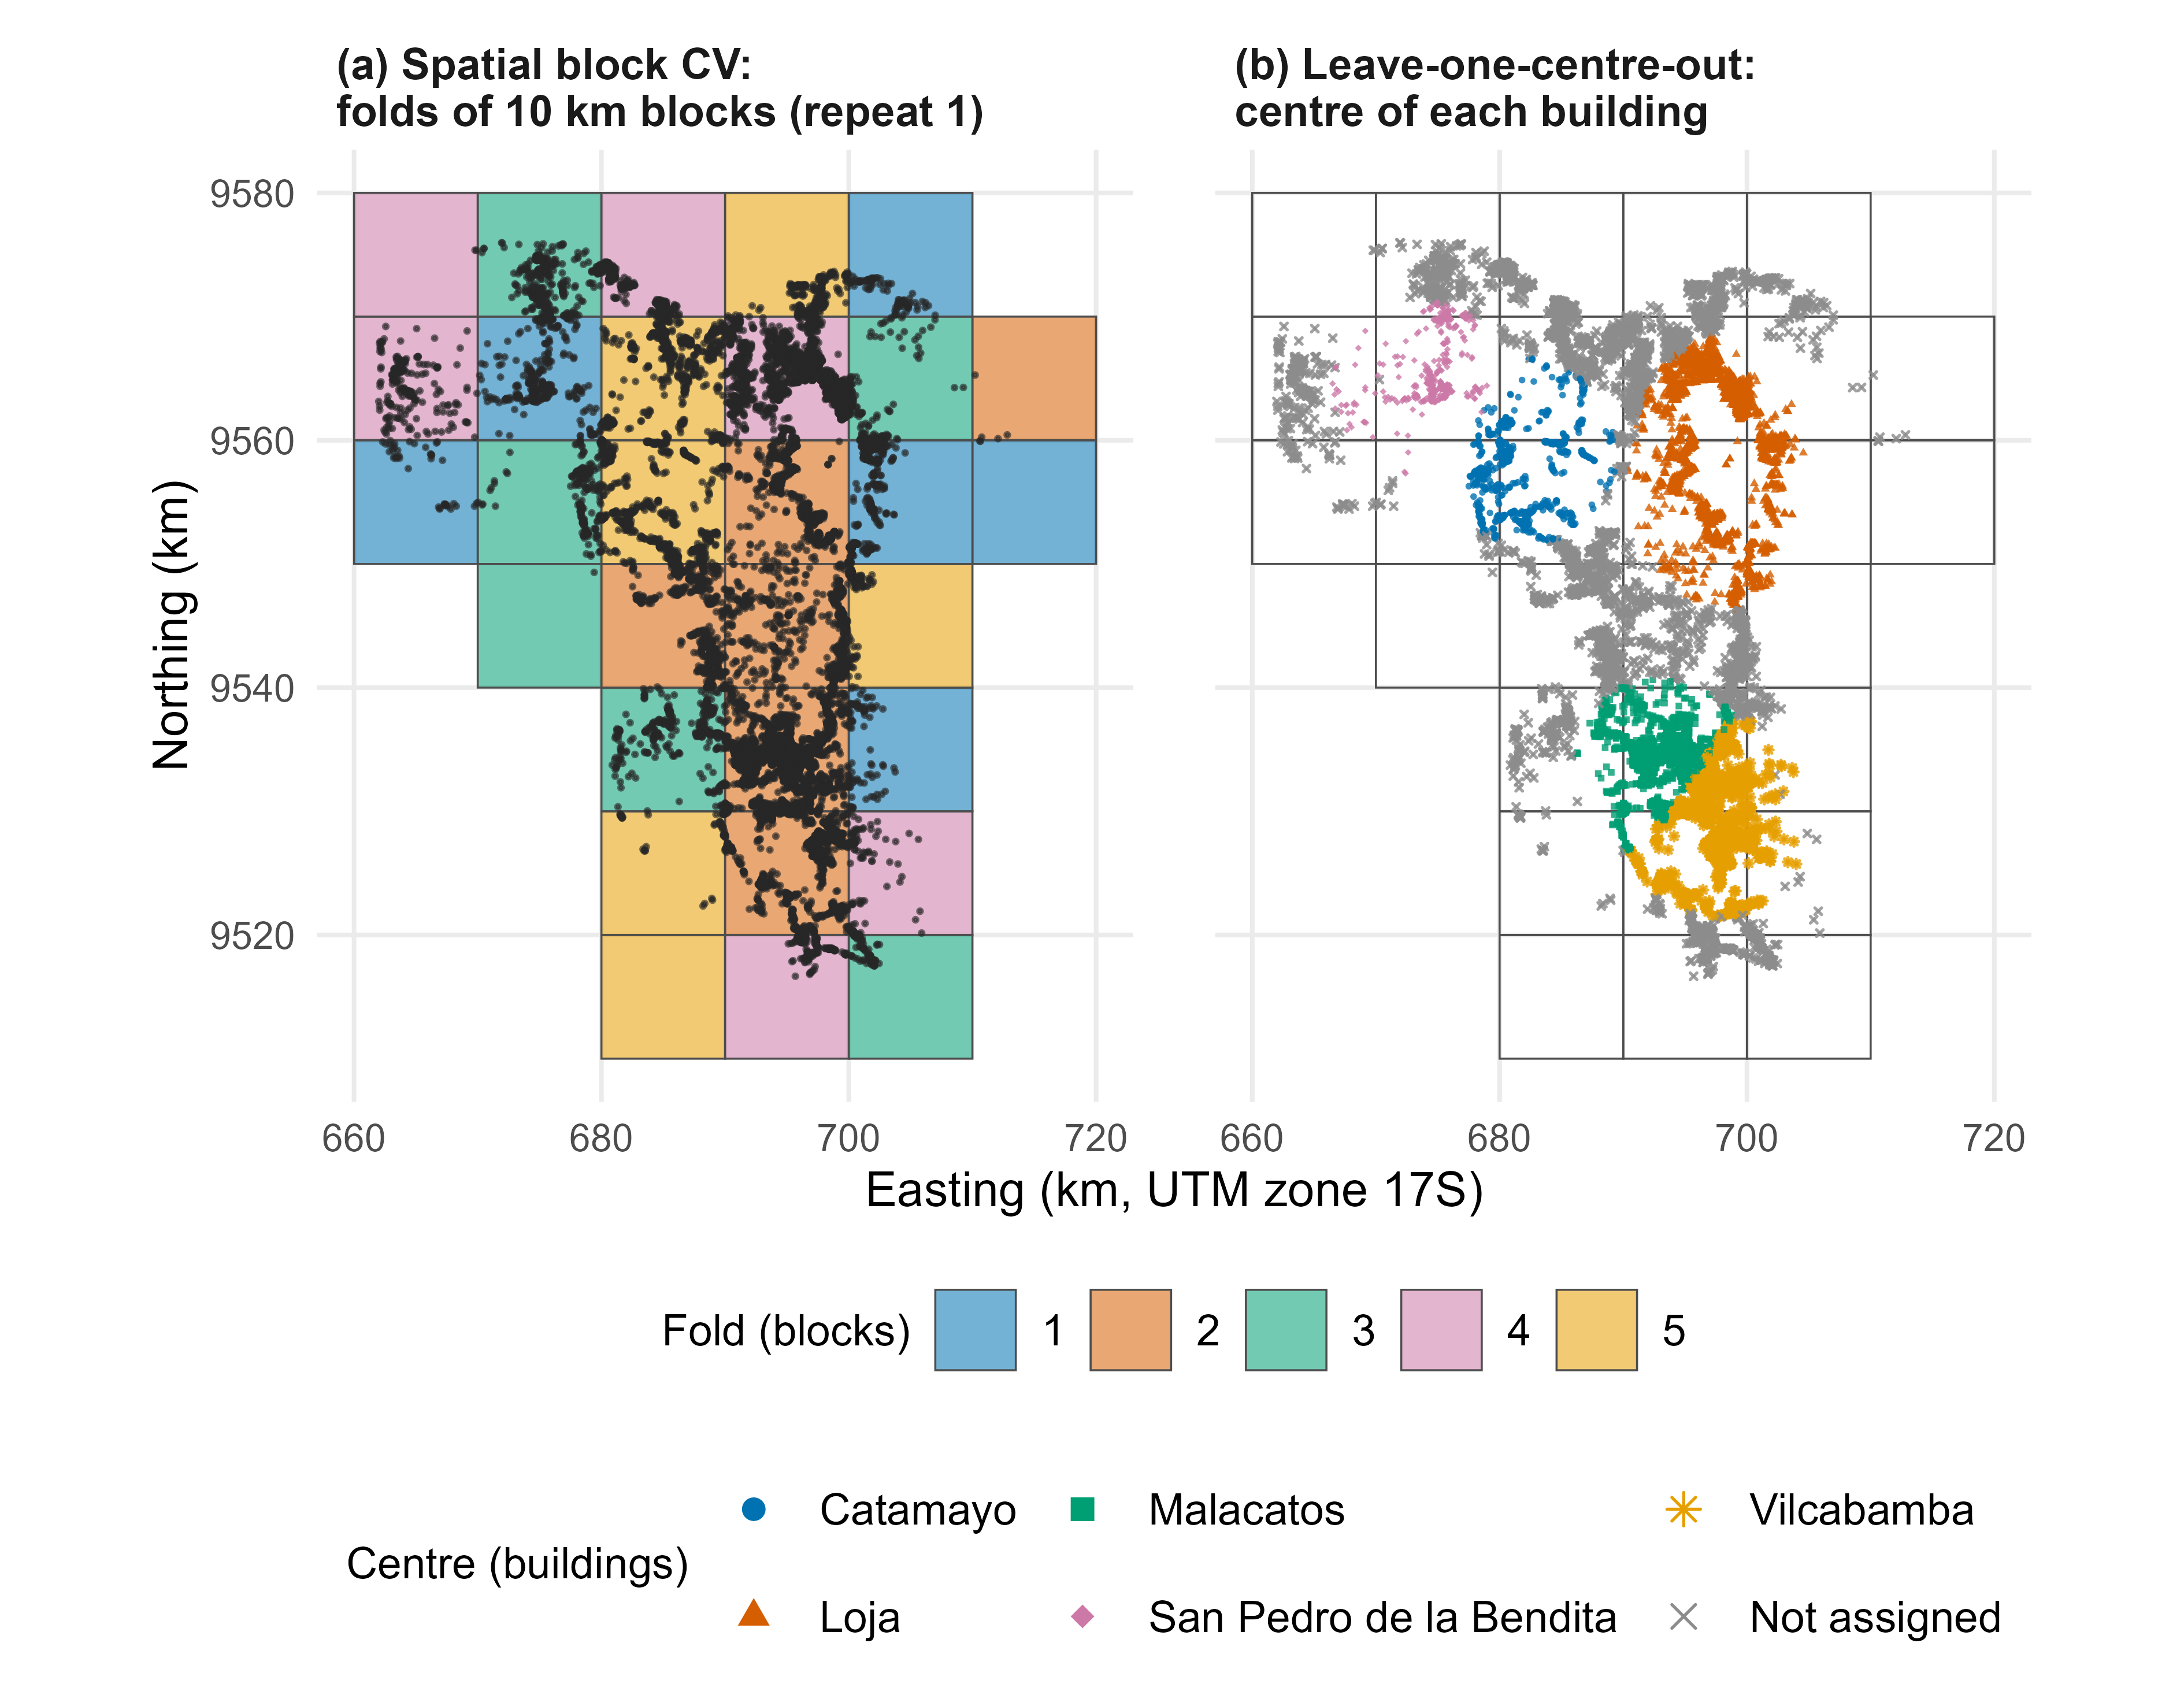 (a) Spatial block CV:
folds of 10 km blocks (repeat 1)
(b) Leave-one-centre-out:
centre of each building
Northing (km)
9580
9560
9540
9520
660 680 700 720
660 680 700 720
Easting (km, UTM zone 17S)
Fold (blocks) 1 2 3 4 5
Centre (buildings)
Catamayo Malacatos Vilcabamba
Loja San Pedro de la Bendita Not assigned